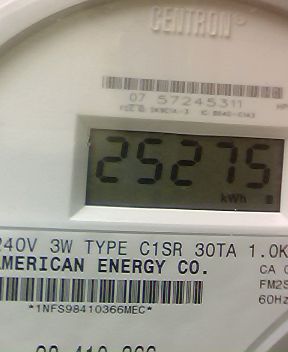 CENTRON®
07 57245311
25275
kWh
240V 3W TYPE C1SR 30TA 1.0K
AMERICAN ENERGY CO.
CA
FM2S
60Hz
*1NFS98410366MEC*